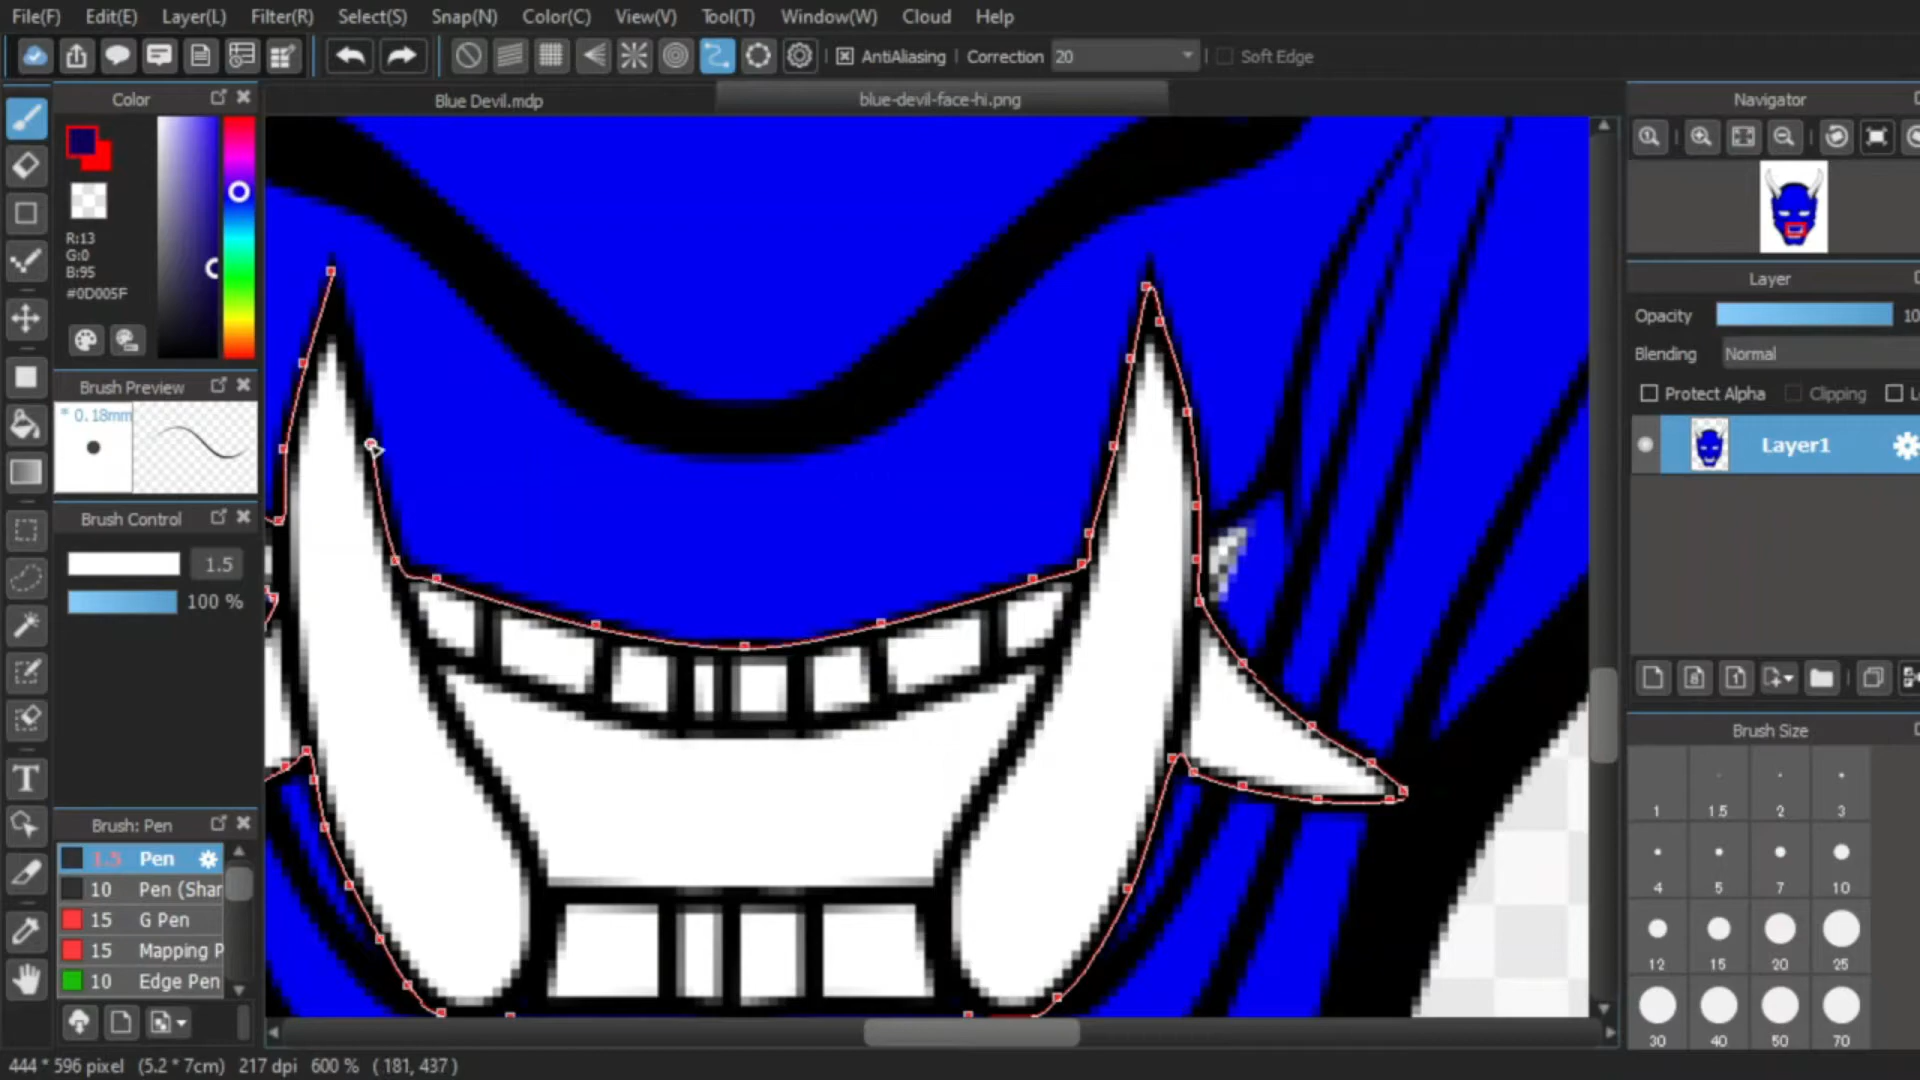 File(F) Edit(E) Layer(L) Filter(R) Select(S) Snap(N) Color(C) View(V) Tool(T) Window(W) Cloud Help
AntiAliasing Correction 20 Soft Edge
Color
Blue Devil.mdp
blue-devil-face-hi.png
R:13
G:0
B:95
#0D005F
Brush Preview
* 0.18mm
Brush Control
1.5
100 %
Brush: Pen
1.5 Pen
10 Pen (Shar
15 G Pen
15 Mapping P
10 Edge Pen
Navigator
Layer
Opacity 10
Blending Normal
Protect Alpha Clipping Lo
Layer1
Brush Size
1 1.5 2 3
4 5 7 10
12 15 20 25
30 40 50 70
444 * 596 pixel (5.2 * 7cm) 217 dpi 600 % ( 181, 437 )